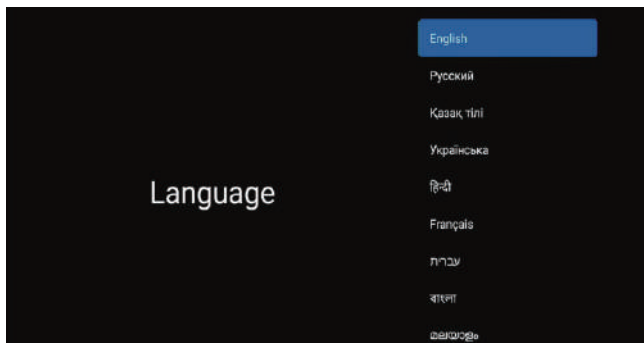 Language
English
Русский
Қазақ тілі
Українська
हिन्दी
Français
עברית
বাংলা
മലയാളം